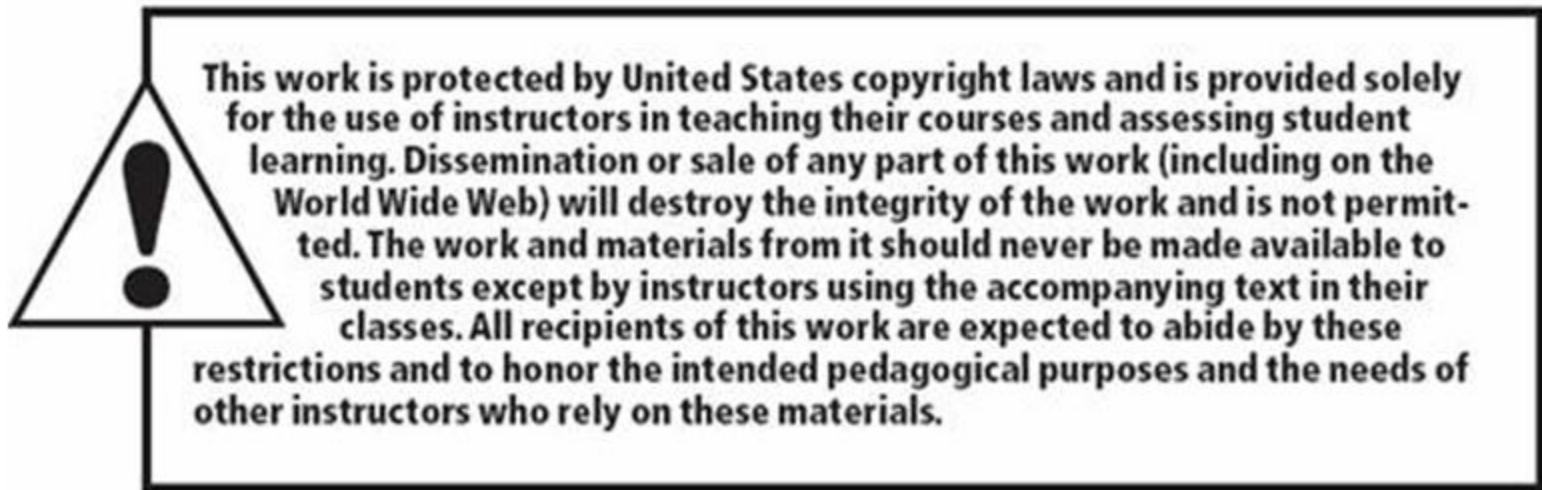 This work is protected by United States copyright laws and is provided solely
for the use of instructors in teaching their courses and assessing student
learning. Dissemination or sale of any part of this work (including on the
World Wide Web) will destroy the integrity of the work and is not permit-
ted. The work and materials from it should never be made available to
students except by instructors using the accompanying text in their
classes. All recipients of this work are expected to abide by these
restrictions and to honor the intended pedagogical purposes and the needs of
other instructors who rely on these materials.